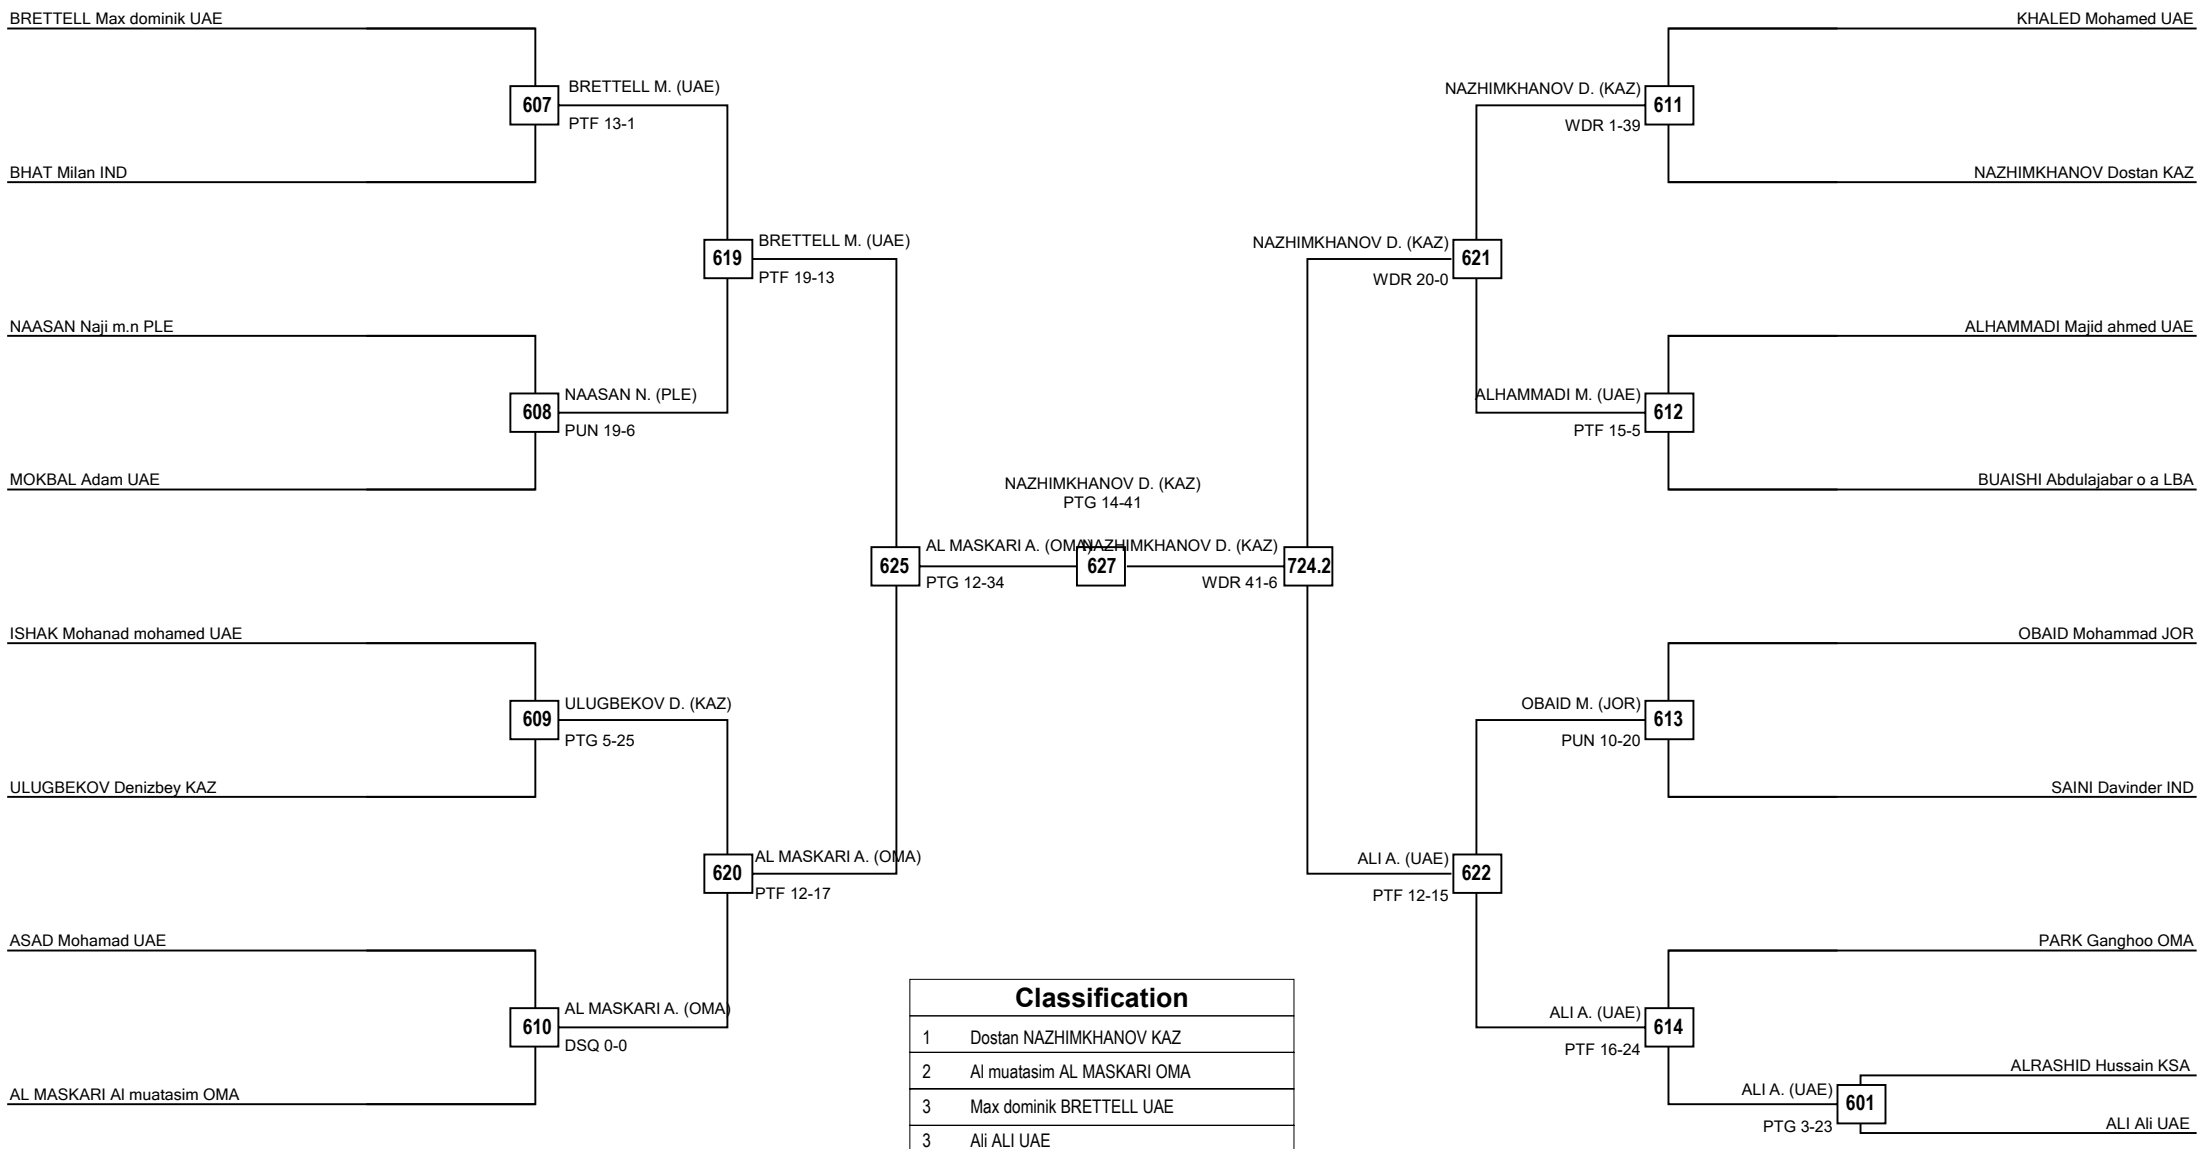 BRETTELL Max dominik UAE
KHALED Mohamed UAE
BRETTELL M. (UAE)
607
PTF 13-1
NAZHIMKHANOV D. (KAZ)
611
WDR 1-39
BHAT Milan IND
NAZHIMKHANOV Dostan KAZ
BRETTELL M. (UAE)
619
PTF 19-13
NAZHIMKHANOV D. (KAZ)
621
WDR 20-0
NAASAN Naji m.n PLE
ALHAMMADI Majid ahmed UAE
NAASAN N. (PLE)
608
PUN 19-6
ALHAMMADI M. (UAE)
612
PTF 15-5
MOKBAL Adam UAE
BUAISHI Abdulajabar o a LBA
NAZHIMKHANOV D. (KAZ)
PTG 14-41
AL MASKARI A. (OMA)
NAZHIMKHANOV D. (KAZ)
625
627
724.2
PTG 12-34
WDR 41-6
ISHAK Mohanad mohamed UAE
OBAID Mohammad JOR
ULUGBEKOV D. (KAZ)
609
PTG 5-25
OBAID M. (JOR)
613
PUN 10-20
ULUGBEKOV Denizbey KAZ
SAINI Davinder IND
AL MASKARI A. (OMA)
620
PTF 12-17
ALI A. (UAE)
622
PTF 12-15
ASAD Mohamad UAE
PARK Ganghoo OMA
AL MASKARI A. (OMA)
610
DSQ 0-0
ALI A. (UAE)
614
PTF 16-24
AL MASKARI Al muatasim OMA
ALRASHID Hussain KSA
ALI A. (UAE)
601
PTG 3-23
ALI Ali UAE
Classification
1 Dostan NAZHIMKHANOV KAZ
2 Al muatasim AL MASKARI OMA
3 Max dominik BRETTELL UAE
3 Ali ALI UAE